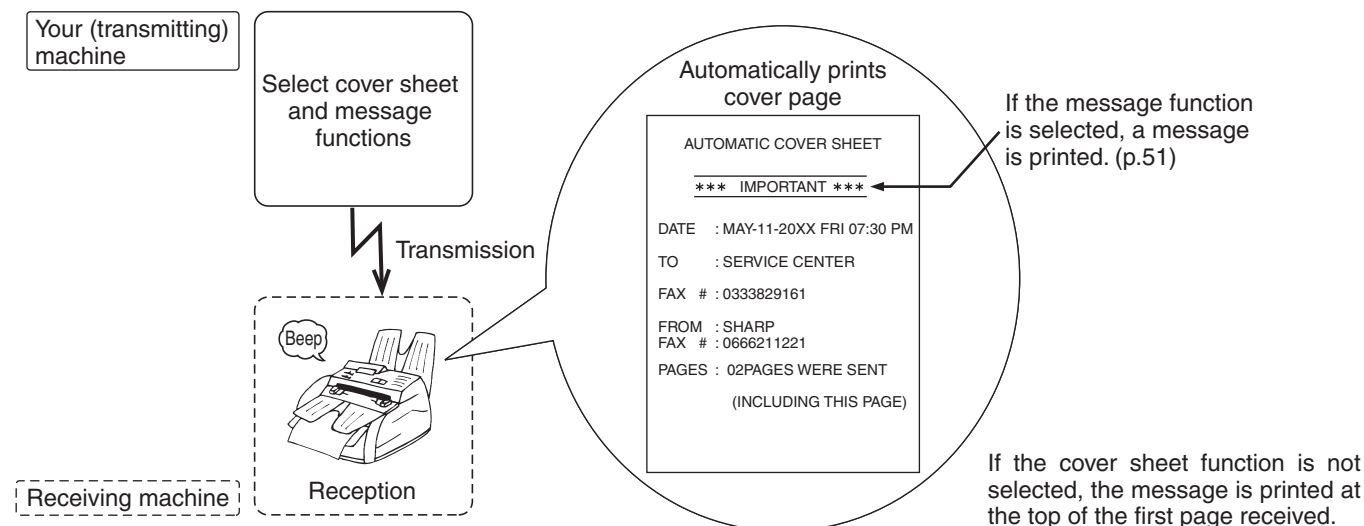 Your (transmitting)
machine
Select cover sheet
and message
functions
Transmission
Beep
Reception
Receiving machine
Automatically prints
cover page
AUTOMATIC COVER SHEET
*** IMPORTANT ***
DATE : MAY-11-20XX FRI 07:30 PM
TO : SERVICE CENTER
FAX # : 0333829161
FROM : SHARP
FAX # : 0666211221
PAGES : 02PAGES WERE SENT
(INCLUDING THIS PAGE)
If the message function
is selected, a message
is printed. (p.51)
If the cover sheet function is not
selected, the message is printed at
the top of the first page received.